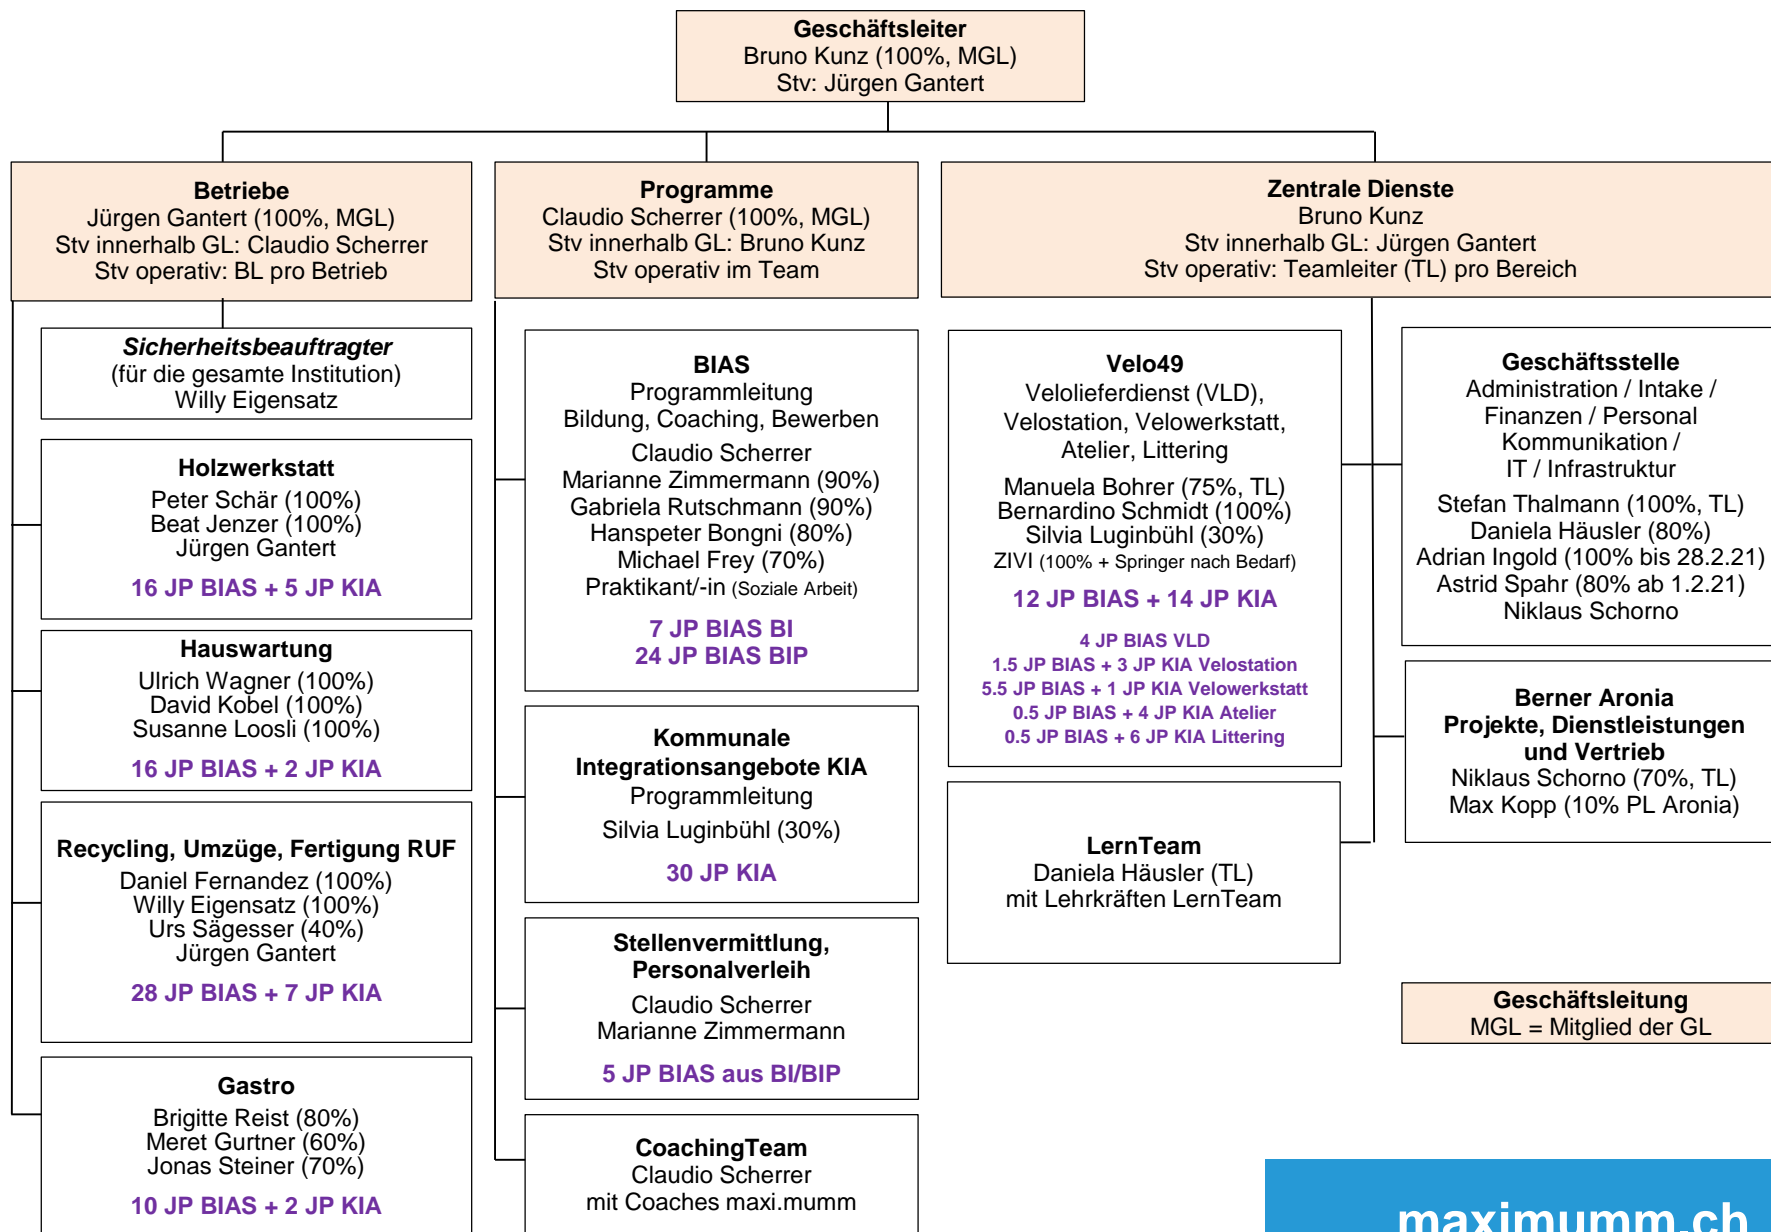 Geschäftsleiter
Bruno Kunz (100%, MGL)
Stv: Jürgen Gantert
Betriebe
Jürgen Gantert (100%, MGL)
Stv innerhalb GL: Claudio Scherrer
Stv operativ: BL pro Betrieb
Programme
Claudio Scherrer (100%, MGL)
Stv innerhalb GL: Bruno Kunz
Stv operativ im Team
Zentrale Dienste
Bruno Kunz
Stv innerhalb GL: Jürgen Gantert
Stv operativ: Teamleiter (TL) pro Bereich
Sicherheitsbeauftragter
(für die gesamte Institution)
Willy Eigensatz
Holzwerkstatt
Peter Schär (100%)
Beat Jenzer (100%)
Jürgen Gantert
16 JP BIAS + 5 JP KIA
Hauswartung
Ulrich Wagner (100%)
David Kobel (100%)
Susanne Loosli (100%)
16 JP BIAS + 2 JP KIA
Recycling, Umzüge, Fertigung RUF
Daniel Fernandez (100%)
Willy Eigensatz (100%)
Urs Sägesser (40%)
Jürgen Gantert
28 JP BIAS + 7 JP KIA
Gastro
Brigitte Reist (80%)
Meret Gurtner (60%)
Jonas Steiner (70%)
10 JP BIAS + 2 JP KIA
BIAS
Programmleitung
Bildung, Coaching, Bewerben
Claudio Scherrer
Marianne Zimmermann (90%)
Gabriela Rutschmann (90%)
Hanspeter Bongni (80%)
Michael Frey (70%)
Praktikant/-in (Soziale Arbeit)
7 JP BIAS BI
24 JP BIAS BIP
Kommunale
Integrationsangebote KIA
Programmleitung
Silvia Luginbühl (30%)
30 JP KIA
Stellenvermittlung,
Personalverleih
Claudio Scherrer
Marianne Zimmermann
5 JP BIAS aus BI/BIP
CoachingTeam
Claudio Scherrer
mit Coaches maxi.mumm
Velo49
Velolieferdienst (VLD),
Velostation, Velowerkstatt,
Atelier, Littering
Manuela Bohrer (75%, TL)
Bernardino Schmidt (100%)
Silvia Luginbühl (30%)
ZIVI (100% + Springer nach Bedarf)
12 JP BIAS + 14 JP KIA
4 JP BIAS VLD
1.5 JP BIAS + 3 JP KIA Velostation
5.5 JP BIAS + 1 JP KIA Velowerkstatt
0.5 JP BIAS + 4 JP KIA Atelier
0.5 JP BIAS + 6 JP KIA Littering
LernTeam
Daniela Häusler (TL)
mit Lehrkräften LernTeam
Geschäftsstelle
Administration / Intake /
Finanzen / Personal
Kommunikation /
IT / Infrastruktur
Stefan Thalmann (100%, TL)
Daniela Häusler (80%)
Adrian Ingold (100% bis 28.2.21)
Astrid Spahr (80% ab 1.2.21)
Niklaus Schorno
Berner Aronia
Projekte, Dienstleistungen
und Vertrieb
Niklaus Schorno (70%, TL)
Max Kopp (10% PL Aronia)
Geschäftsleitung
MGL = Mitglied der GL
maximumm.ch